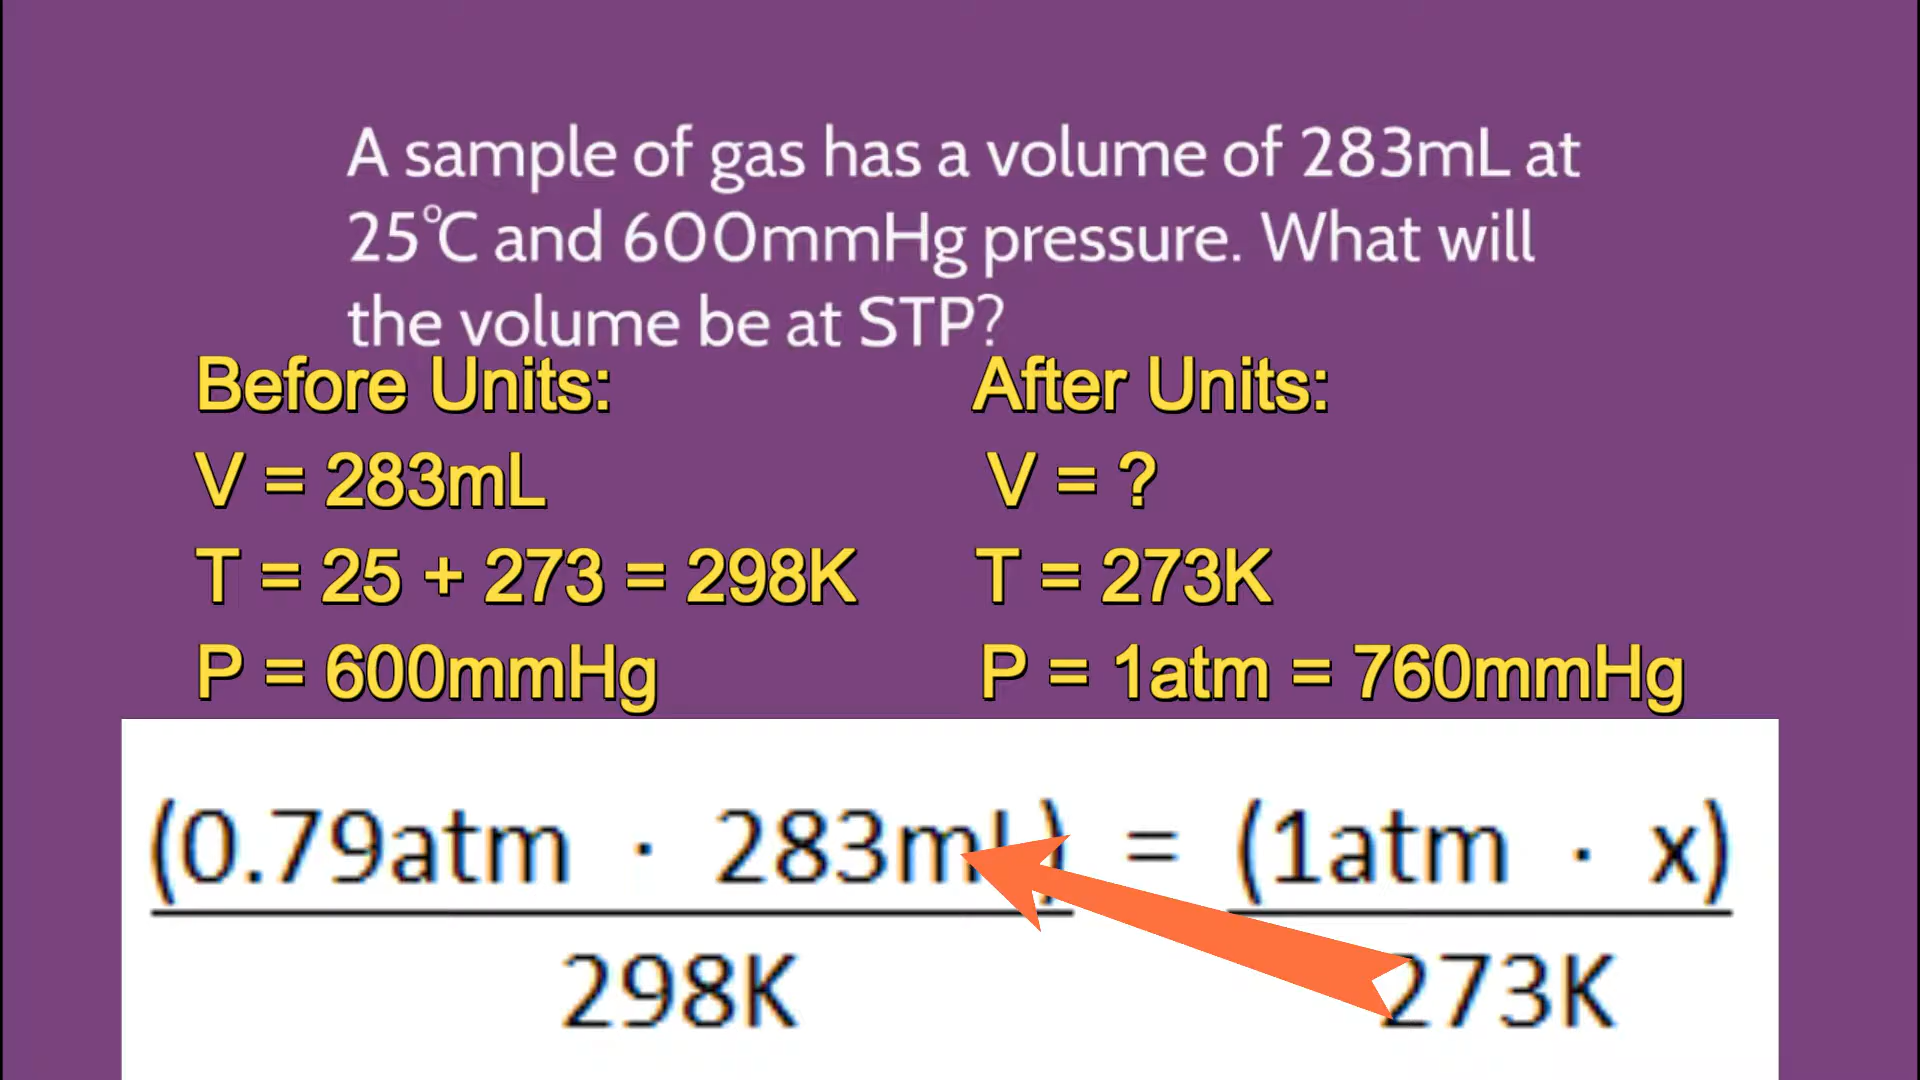 A sample of gas has a volume of 283mL at
25°C and 600mmHg pressure. What will
the volume be at STP?
Before Units:
V = 283mL
T = 25 + 273 = 298K
P = 600mmHg
After Units:
V = ?
T = 273K
P = 1atm = 760mmHg
(0.79atm · 283mL) = (1atm · x)
298K 273K